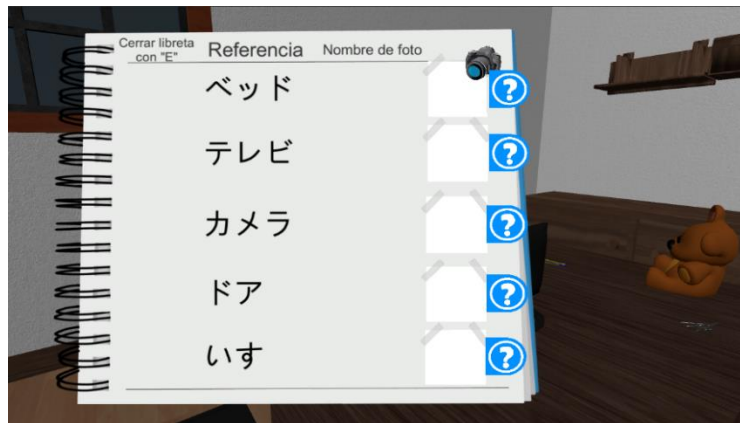 Cerrar libreta
con "E"
Referencia
Nombre de foto
ベッド
?
テレビ
?
カメラ
?
ドア
?
いす
?